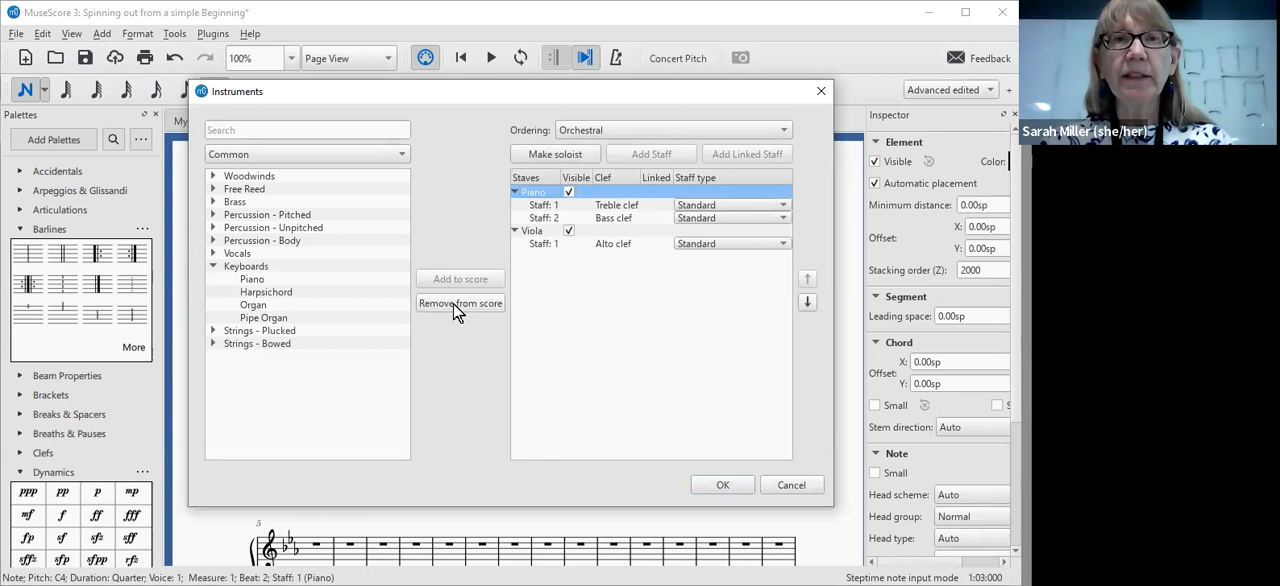 MuseScore 3: Spinning out from a simple Beginning*
File Edit View Add Format Tools Plugins Help
100% Page View Concert Pitch Feedback
N Advanced edited +
Palettes
Add Palettes ...
Accidentals
Arpeggios & Glissandi
Articulations
Barlines
More
Beam Properties
Brackets
Breaks & Spacers
Breaths & Pauses
Clefs
Dynamics ...
ppp pp p mp
mf f ff fff
fp sf sfz sff
sffz sfp sfpp rfz
My
Instruments
Search
Common
Woodwinds
Free Reed
Brass
Percussion - Pitched
Percussion - Unpitched
Percussion - Body
Vocals
Keyboards
Piano
Harpsichord
Organ
Pipe Organ
Strings - Plucked
Strings - Bowed
Add to score
Remove from score
Ordering: Orchestral
Make soloist Add Staff Add Linked Staff
Staves Visible Clef Linked Staff type
Piano
Staff: 1 Treble clef Standard
Staff: 2 Bass clef Standard
Viola
Staff: 1 Alto clef Standard
OK Cancel
5
Inspector
Element
Visible Color:
Automatic placement
Minimum distance: 0.00sp
Offset: X: 0.00sp
Y: 0.00sp
Stacking order (Z): 2000
Segment
Leading space: 0.00sp
Chord
Offset: X: 0.00sp
Y: 0.00sp
Small S
Stem direction: Auto
Note
Small
Head scheme: Auto
Head group: Normal
Head type: Auto
Note; Pitch: C4; Duration: Quarter; Voice: 1; Measure: 1; Beat: 2; Staff: 1 (Piano) Steptime note input mode 1:03:000
Sarah Miller (she/her)